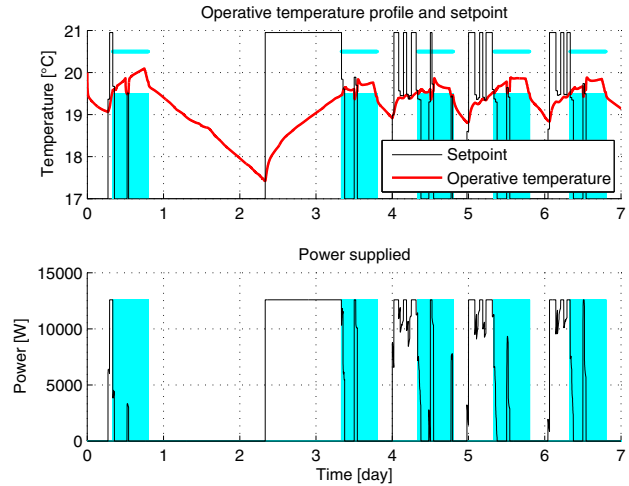 Operative temperature profile and setpoint
Temperature [°C]
21
20
19
18
17
0 1 2 3 4 5 6 7
Setpoint
Operative temperature
Time [day]
Power supplied
Power [W]
15000
10000
5000
0
0 1 2 3 4 5 6 7
Time [day]